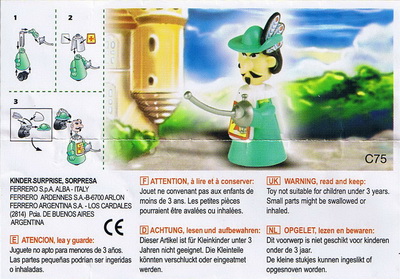 1
2
3
C75
KINDER SURPRISE, SORPRESA
FERRERO S.p.A. ALBA - ITALY
FERRERO ARDENNES S.A-B-6700 ARLON
FERRERO ARGENTINA S.A. - LOS CARDALES
(2814) Pcia. DE BUENOS AIRES
ARGENTINA
CE
E ATENCION, lea y guarde:
Juguete no apto para menores de 3 años.
Las partes pequeñas podrian ser ingeridas
o inhaladas.
F ATTENTION, à lire et à conserver:
Jouet ne convenant pas aux enfants de
moins de 3 ans. Les petites pièces
pourraient être avalées ou inhalées.
D ACHTUNG, lesen und aufbewahren:
Dieser Artikel ist für Kleinkinder unter 3
Jahren nicht geeignet. Da Kleinteile
könnten verschluckt oder eingeatmet
werden.
UK WARNING, read and keep:
Toy not suitable for children under 3 years.
Small parts might be swallowed or
inhaled.
NL OPGELET, lezen en bewaren:
Dit voorwerp is niet geschikt voor kinderen
onder de 3 jaar.
De kleine stukjes kunnen ingeslikt of
ingeademd worden.